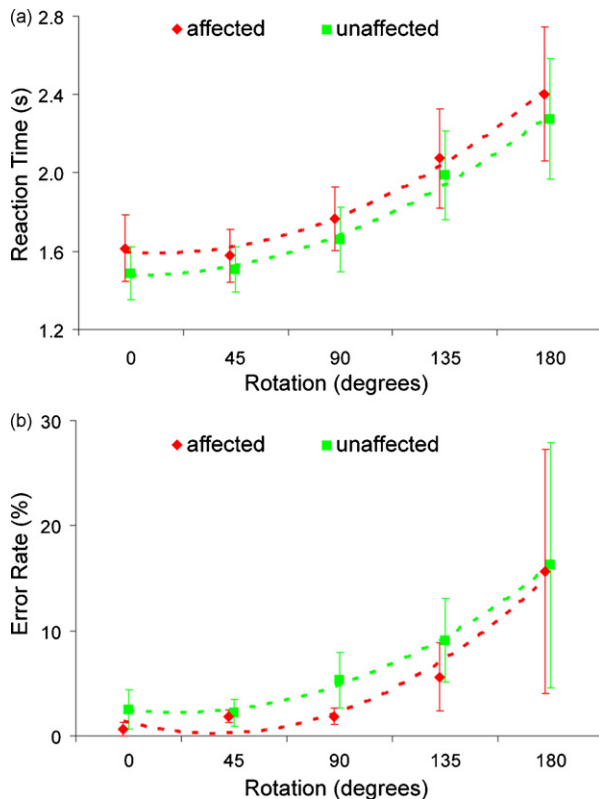 (a)
2.8
affected
unaffected
2.4
2.0
1.6
1.2
Reaction Time (s)
0 45 90 135 180
Rotation (degrees)
(b)
30
affected
unaffected
20
10
0
Error Rate (%)
0 45 90 135 180
Rotation (degrees)